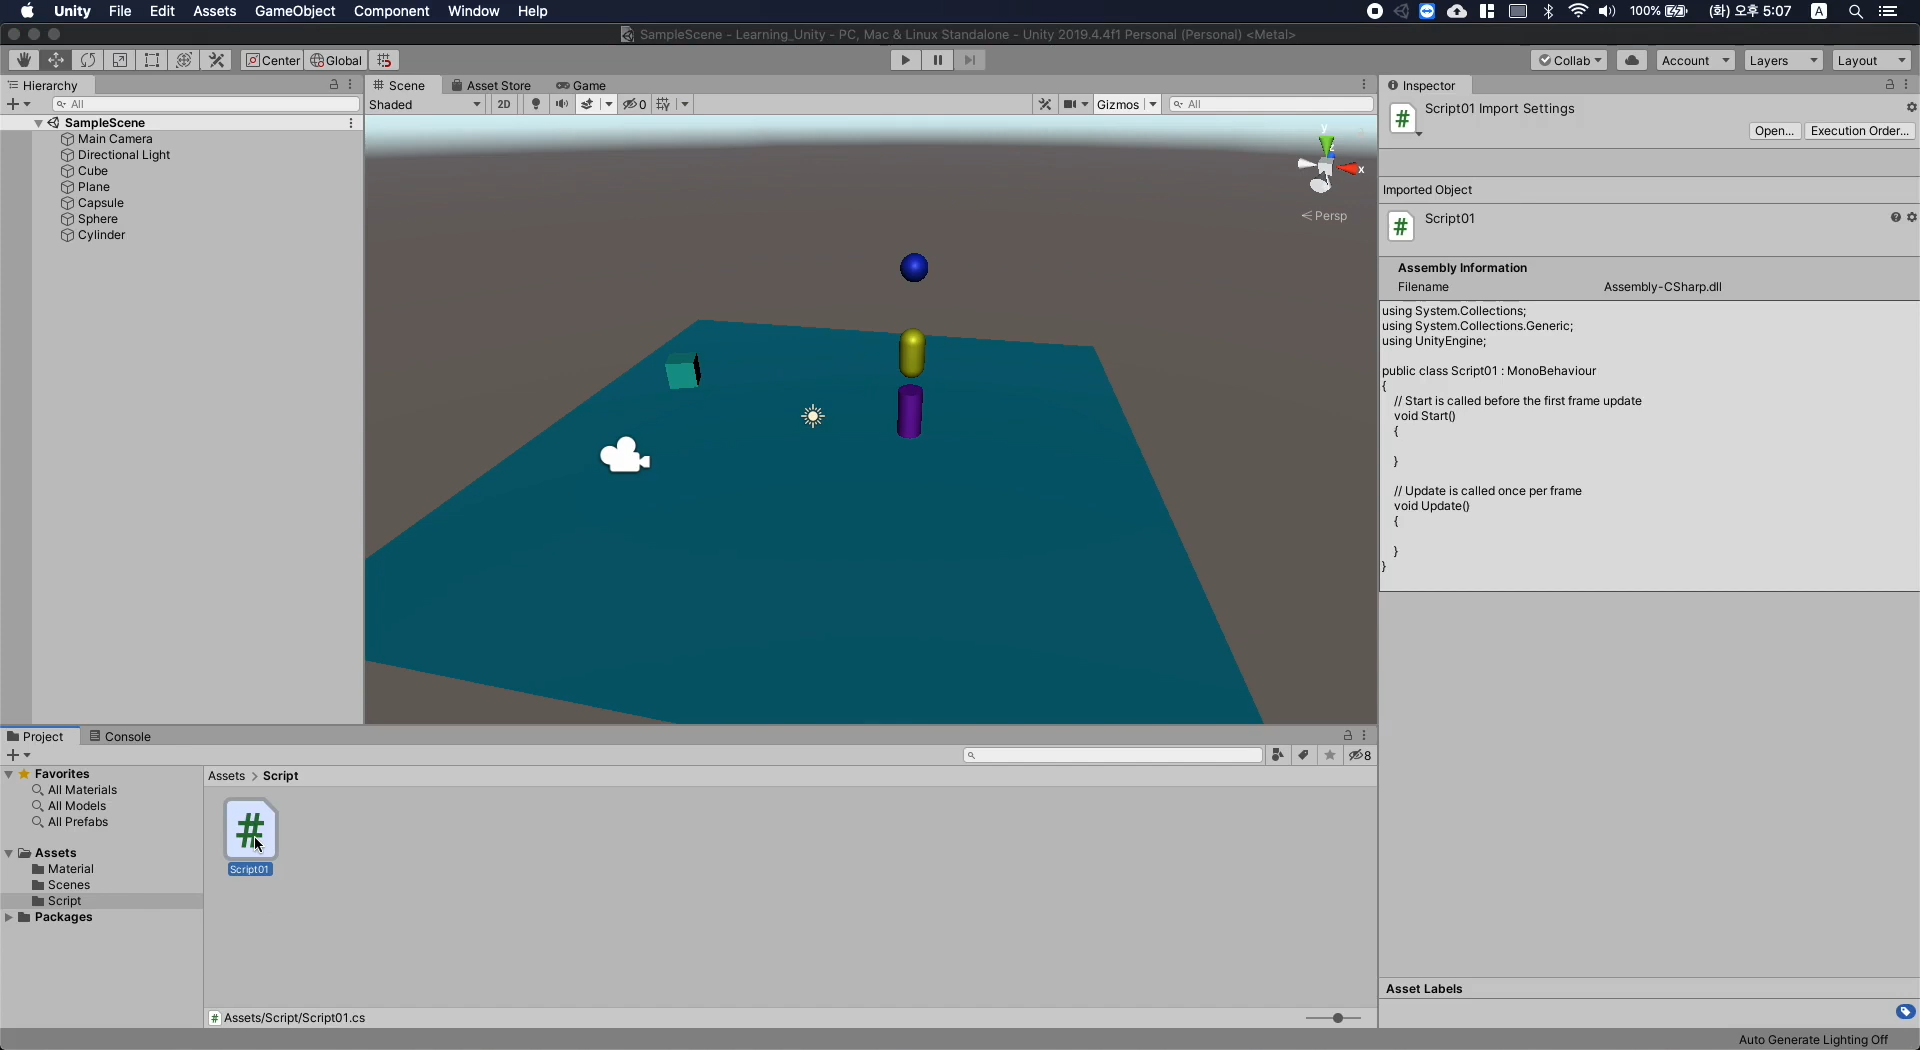 Unity File Edit Assets GameObject Component Window Help
100% (화) 오후 5:07 A
SampleScene - Learning_Unity - PC, Mac & Linux Standalone - Unity 2019.4.4f1 Personal (Personal) <Metal>
Center Global Collab Account Layers Layout
Hierarchy
All
SampleScene
Main Camera
Directional Light
Cube
Plane
Capsule
Sphere
Cylinder
Scene Asset Store Game
Shaded 2D 0 Gizmos All
y
z
x
Persp
Inspector
# Script01 Import Settings
Open... Execution Order...
Imported Object
# Script01
Assembly Information
Filename Assembly-CSharp.dll
using System.Collections;
using System.Collections.Generic;
using UnityEngine;
public class Script01 : MonoBehaviour
{
// Start is called before the first frame update
void Start()
{
}
// Update is called once per frame
void Update()
{
}
}
Asset Labels
Project Console
8
Favorites
All Materials
All Models
All Prefabs
Assets
Material
Scenes
Script
Packages
Assets > Script
#
Script01
# Assets/Script/Script01.cs
Auto Generate Lighting Off